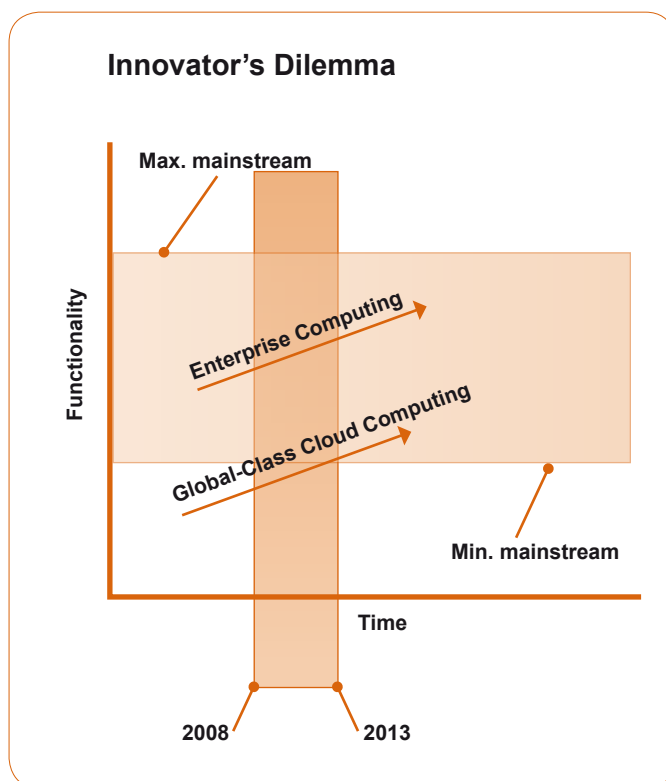 Innovator’s Dilemma
Max. mainstream
Functionality
Enterprise Computing
Global-Class Cloud Computing
Min. mainstream
Time
2008
2013